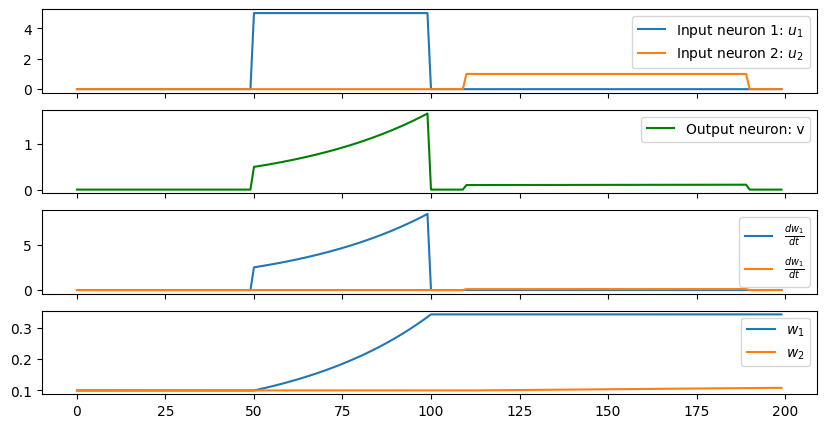 4
2
0
Input neuron 1: u₁
Input neuron 2: u₂
1
0
Output neuron: v
5
0
dw₁/dt
dw₁/dt
0.3
0.2
0.1
w₁
w₂
0 25 50 75 100 125 150 175 200